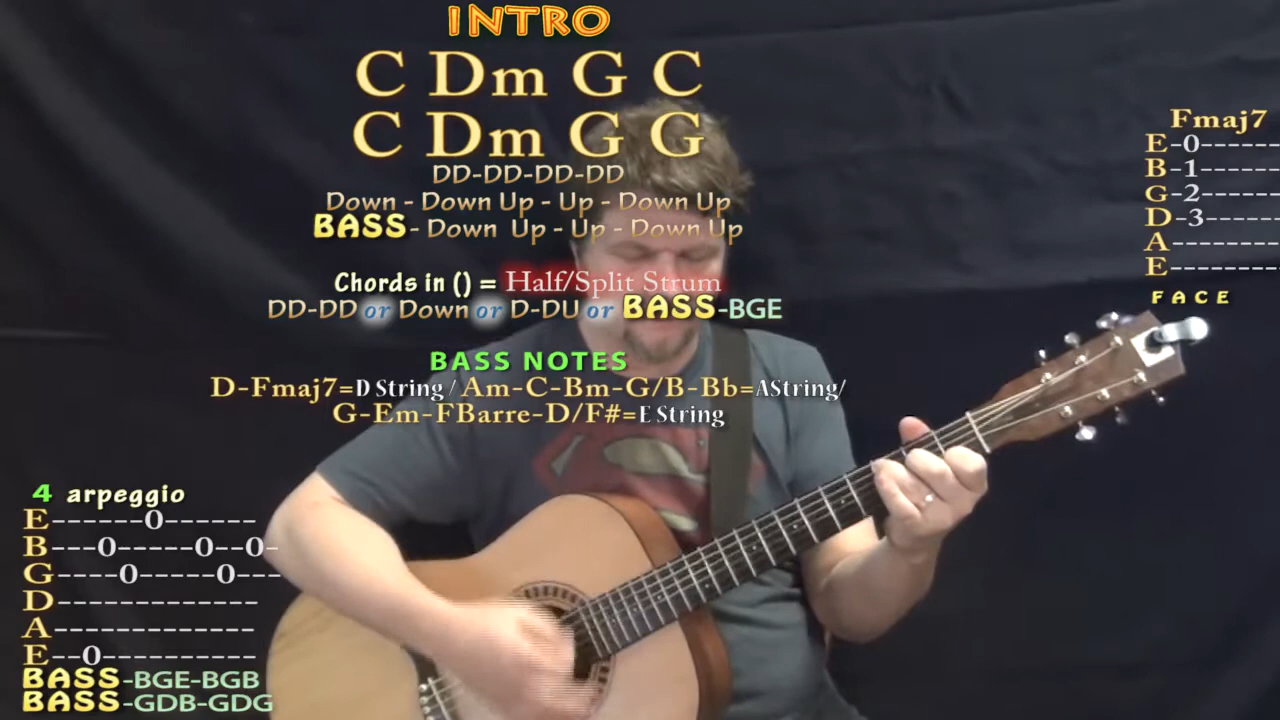 INTRO
C Dm G C
C Dm G G
DD-DD-DD-DD
Down - Down Up - Up - Down Up
BASS - Down Up - Up - Down Up
Chords in () = Half/Split Strum
DD-DD or Down or D-DU or BASS-BGE
BASS NOTES
D-Fmaj7=D String / Am-C-Bm-G/B-Bb=AString/
G-Em-FBarre-D/F#=E String
Fmaj7
E-0------
B-1------
G-2------
D-3------
A-------
E-------
F A C E
4 arpeggio
E------0------
B---0-----0--0-
G----0-----0---
D------------
A------------
E--0----------
BASS-BGE-BGB
BASS-GDB-GDG